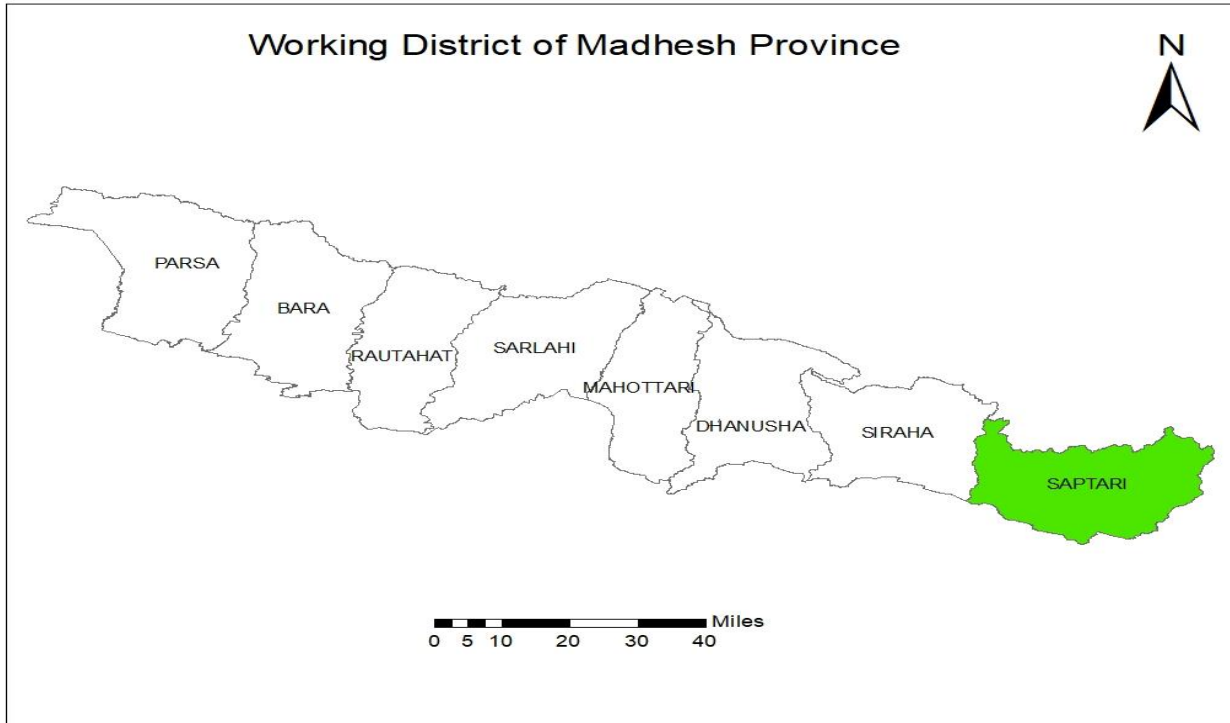 Working District of Madhesh Province
N
PARSA
BARA
RAUTAHAT
SARLAHI
MAHOTTARI
DHANUSHA
SIRAHA
SAPTARI
Miles
0 5 10 20 30 40